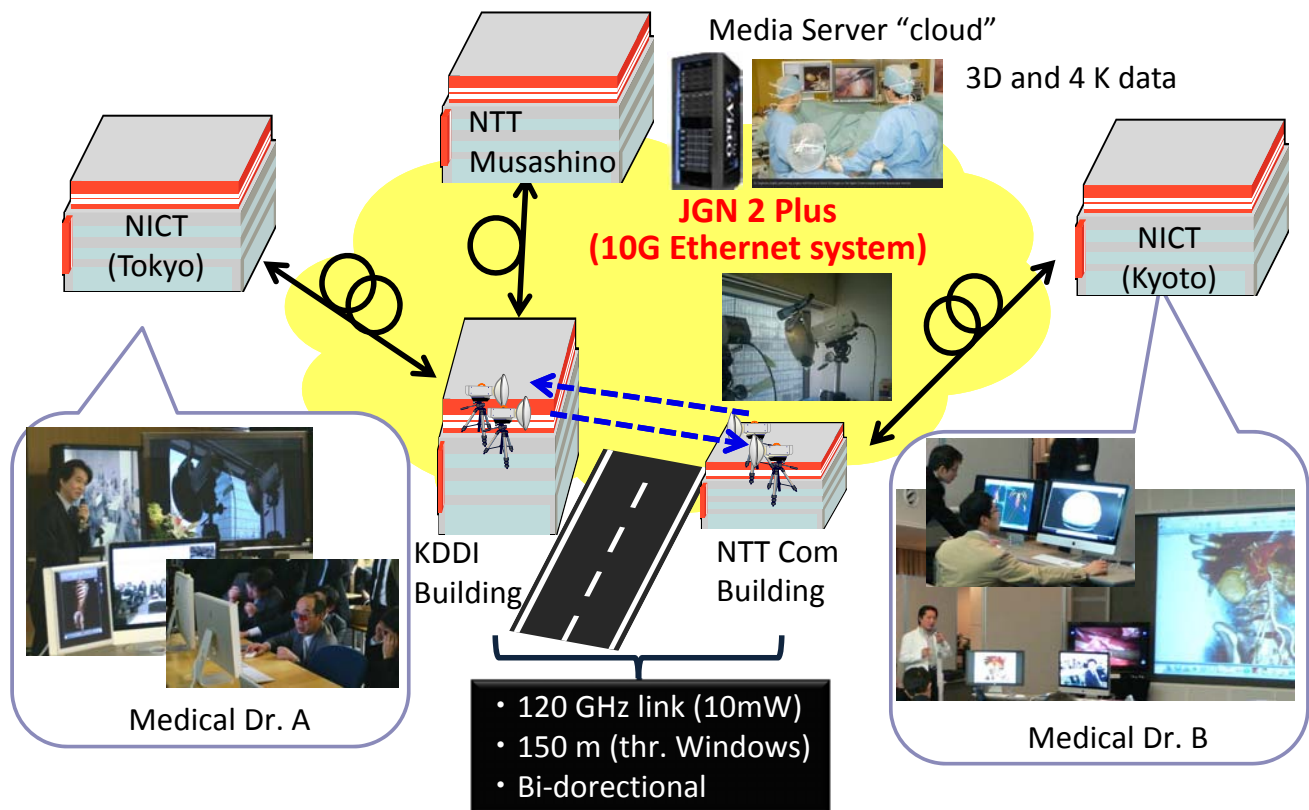 Media Server “cloud”
3D and 4 K data
NTT
Musashino
NICT
(Tokyo)
JGN 2 Plus
(10G Ethernet system)
NICT
(Kyoto)
KDDI
Building
NTT Com
Building
Medical Dr. A
・120 GHz link (10mW)
・150 m (thr. Windows)
・Bi-dorectional
Medical Dr. B